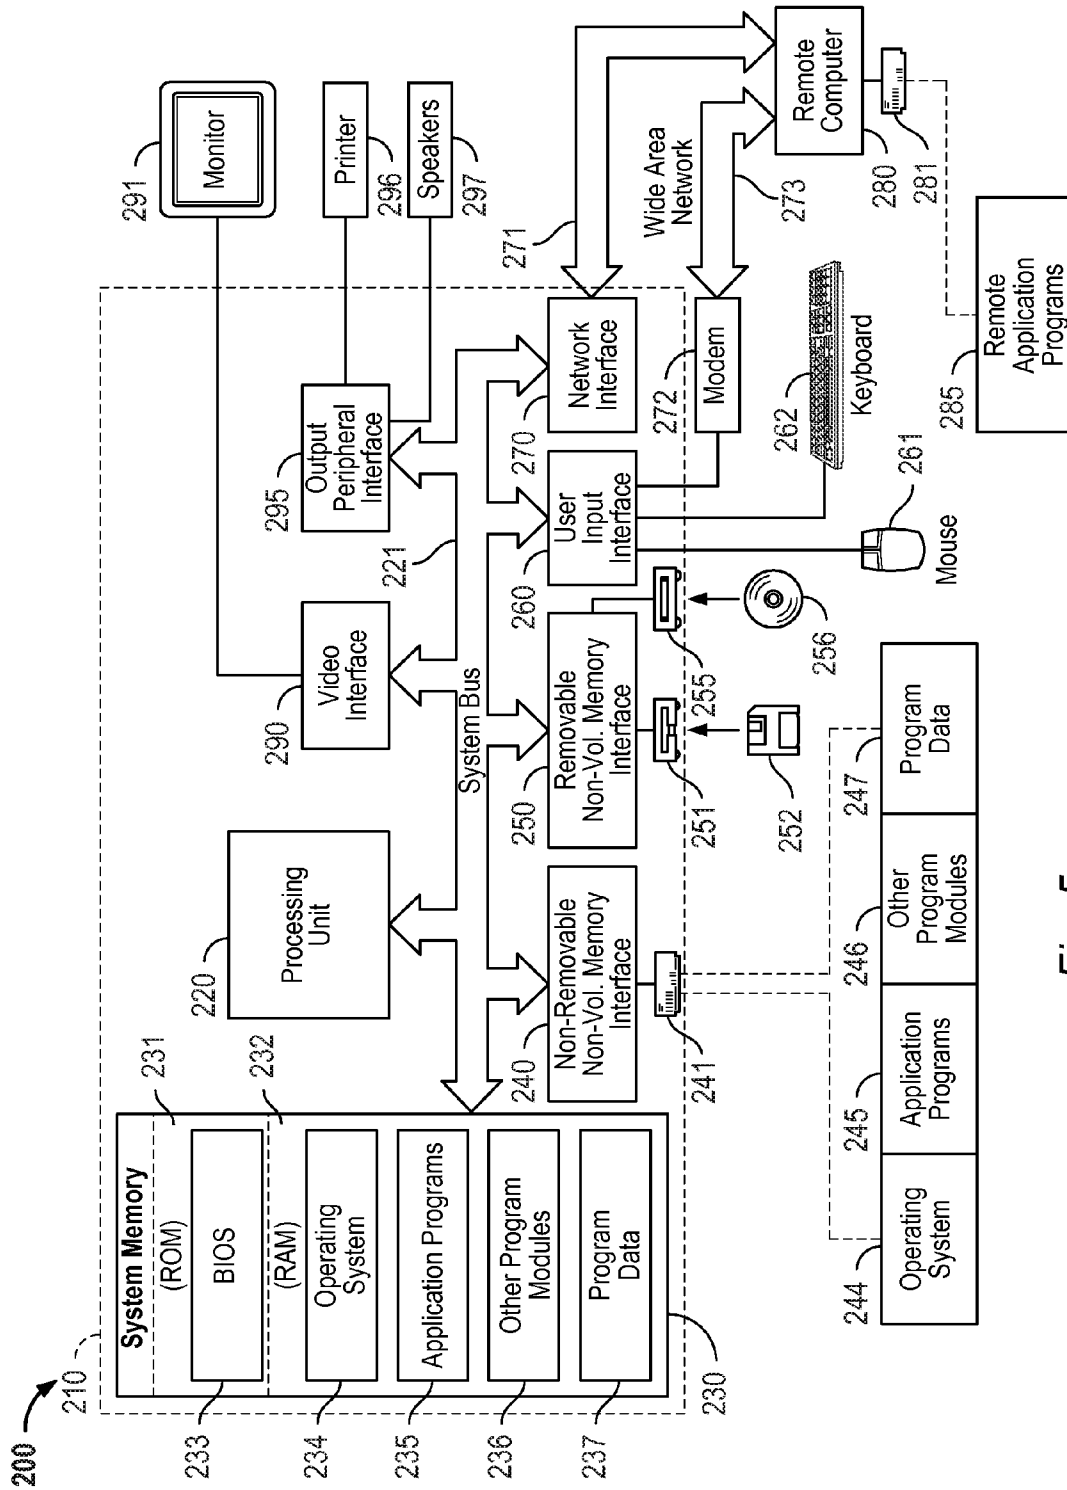 200
210
System Memory
(ROM)
231
BIOS
233
(RAM)
232
Operating
System
234
Application Programs
235
Other Program
Modules
236
Program
Data
237
230
Processing
Unit
220
Video
Interface
290
Output
Peripheral
Interface
295
Monitor
291
Printer
296
Speakers
297
System Bus
221
Non-Removable
Non-Vol. Memory
Interface
240
Removable
Non-Vol. Memory
Interface
250
User
Input
Interface
260
Network
Interface
270
271
241
251
255
252
256
Modem
272
Wide Area
Network
273
Remote
Computer
280
281
262
Keyboard
261
Mouse
Operating
System
244
Application
Programs
245
Other
Program
Modules
246
Program
Data
247
Remote
Application
Programs
285